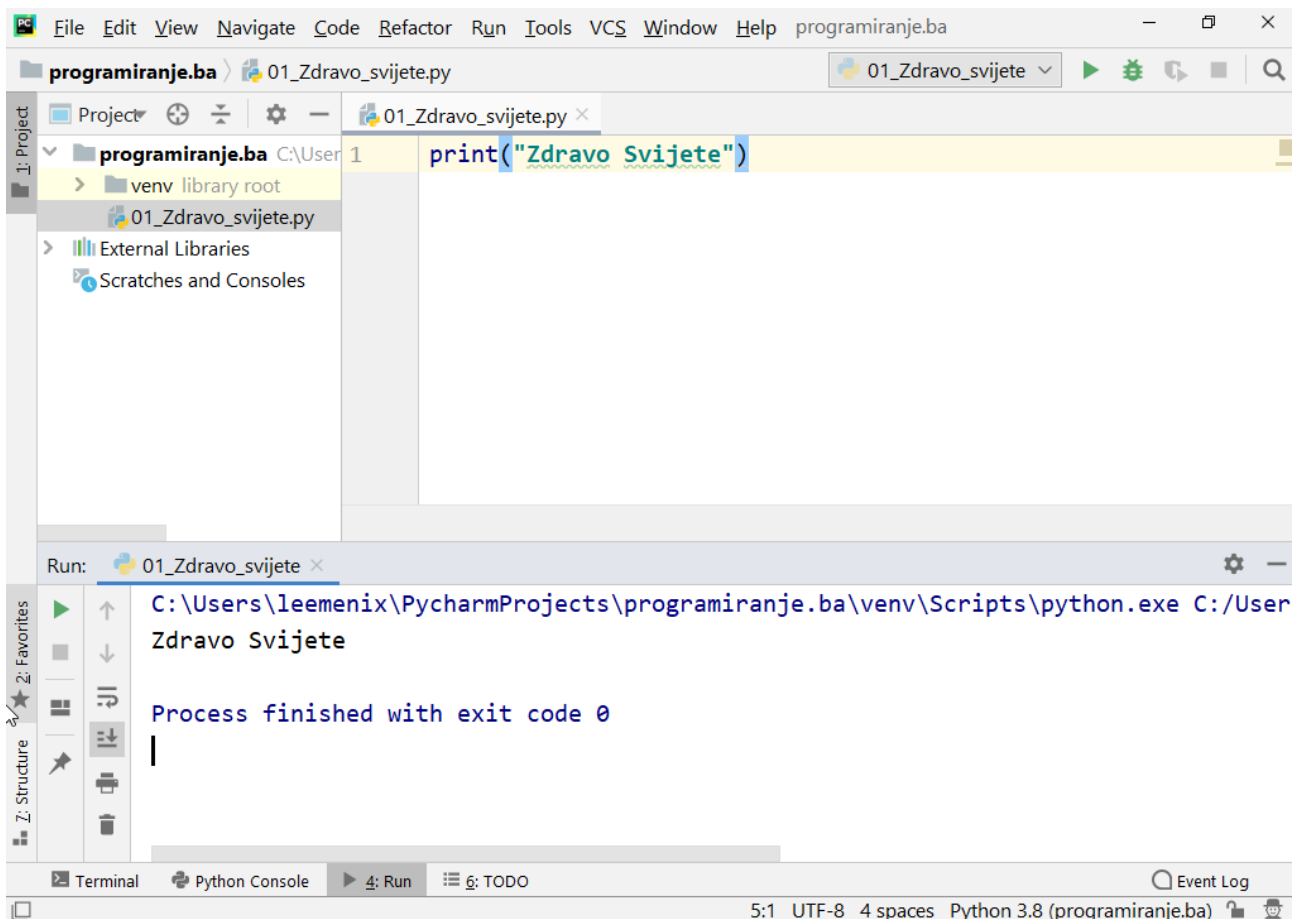 PC
File Edit View Navigate Code Refactor Run Tools VCS Window Help programiranje.ba
programiranje.ba 01_Zdravo_svijete.py 01_Zdravo_svijete
1: Project
Project
01_Zdravo_svijete.py
programiranje.ba C:\User
venv library root
01_Zdravo_svijete.py
External Libraries
Scratches and Consoles
1 print("Zdravo Svijete")
Run: 01_Zdravo_svijete
C:\Users\leemenix\PycharmProjects\programiranje.ba\venv\Scripts\python.exe C:/User
Zdravo Svijete
Process finished with exit code 0
2: Favorites
7: Structure
Terminal Python Console 4: Run 6: TODO Event Log
5:1 UTF-8 4 spaces Python 3.8 (programiranje.ba)